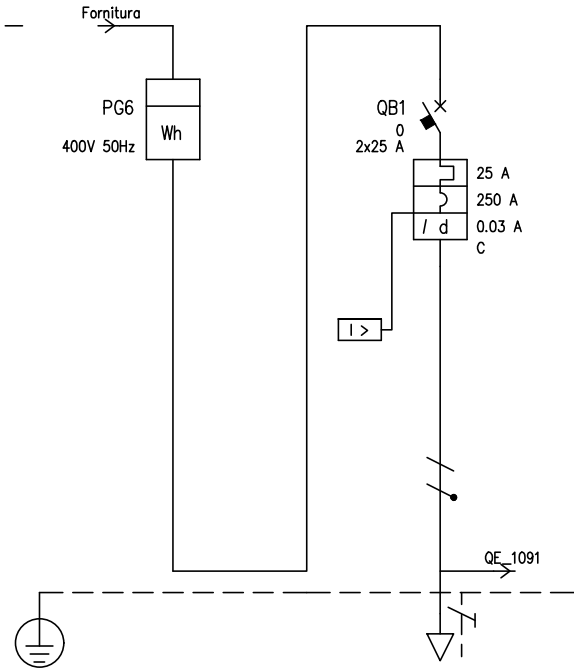 Fornitura
PG6
Wh
400V 50Hz
QB1
0
2x25 A
25 A
250 A
I d
0.03 A
C
I >
QE_1091